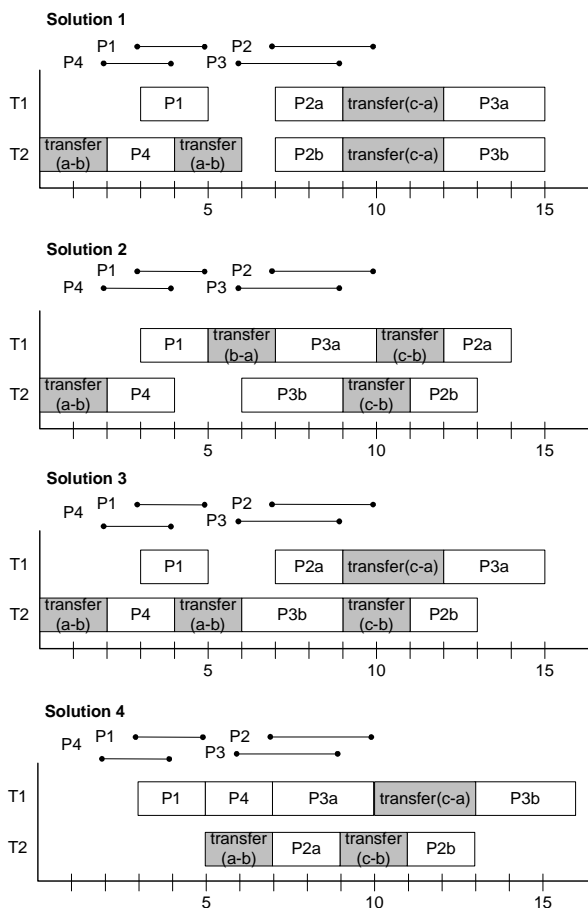 Solution 1
P1 P2
P4 P3
T1 P1 P2a transfer(c-a) P3a
T2 transfer (a-b) P4 transfer (a-b) P2b transfer(c-a) P3b
5 10 15
Solution 2
P1 P2
P4 P3
T1 P1 transfer (b-a) P3a transfer (c-b) P2a
T2 transfer (a-b) P4 P3b transfer (c-b) P2b
5 10 15
Solution 3
P1 P2
P4 P3
T1 P1 P2a transfer(c-a) P3a
T2 transfer (a-b) P4 transfer (a-b) P3b transfer (c-b) P2b
5 10 15
Solution 4
P1 P2
P4 P3
T1 P1 P4 P3a transfer(c-a) P3b
T2 transfer (a-b) P2a transfer (c-b) P2b
5 10 15